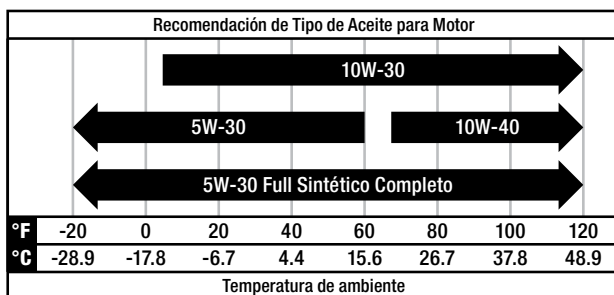 Recomendación de Tipo de Aceite para Motor
10W-30
5W-30 10W-40
5W-30 Full Sintético Completo
°F -20 0 20 40 60 80 100 120
°C -28.9 -17.8 -6.7 4.4 15.6 26.7 37.8 48.9
Temperatura de ambiente